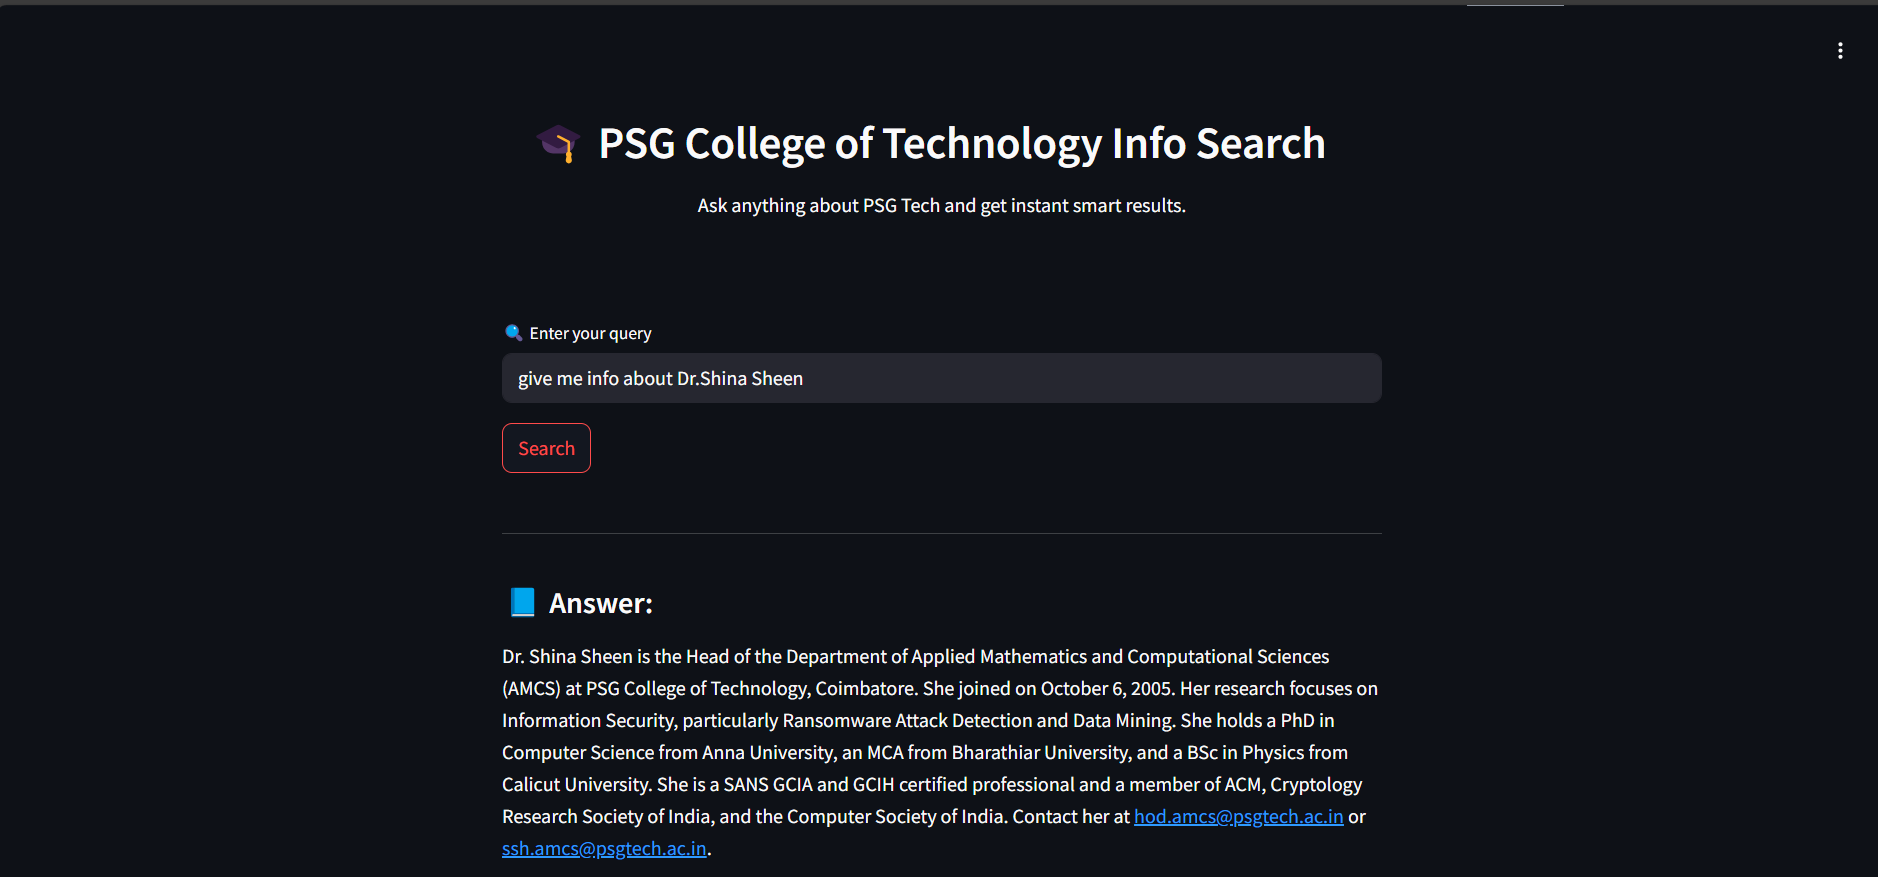 PSG College of Technology Info Search
Ask anything about PSG Tech and get instant smart results.
Enter your query
give me info about Dr.Shina Sheen
Search
Answer:
Dr. Shina Sheen is the Head of the Department of Applied Mathematics and Computational Sciences
(AMCS) at PSG College of Technology, Coimbatore. She joined on October 6, 2005. Her research focuses on
Information Security, particularly Ransomware Attack Detection and Data Mining. She holds a PhD in
Computer Science from Anna University, an MCA from Bharathiar University, and a BSc in Physics from
Calicut University. She is a SANS GCIA and GCIH certified professional and a member of ACM, Cryptology
Research Society of India, and the Computer Society of India. Contact her at hod.amcs@psgtech.ac.in or
ssh.amcs@psgtech.ac.in.